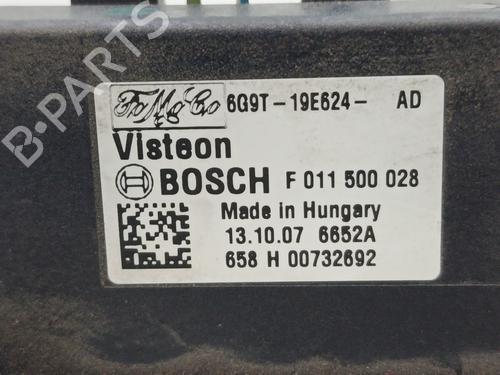 FoMoCo 6G9T-19E624- AD
Visteon
BOSCH F 011 500 028
Made in Hungary
13.10.07 6652A
658 H 00732692
B-PARTS